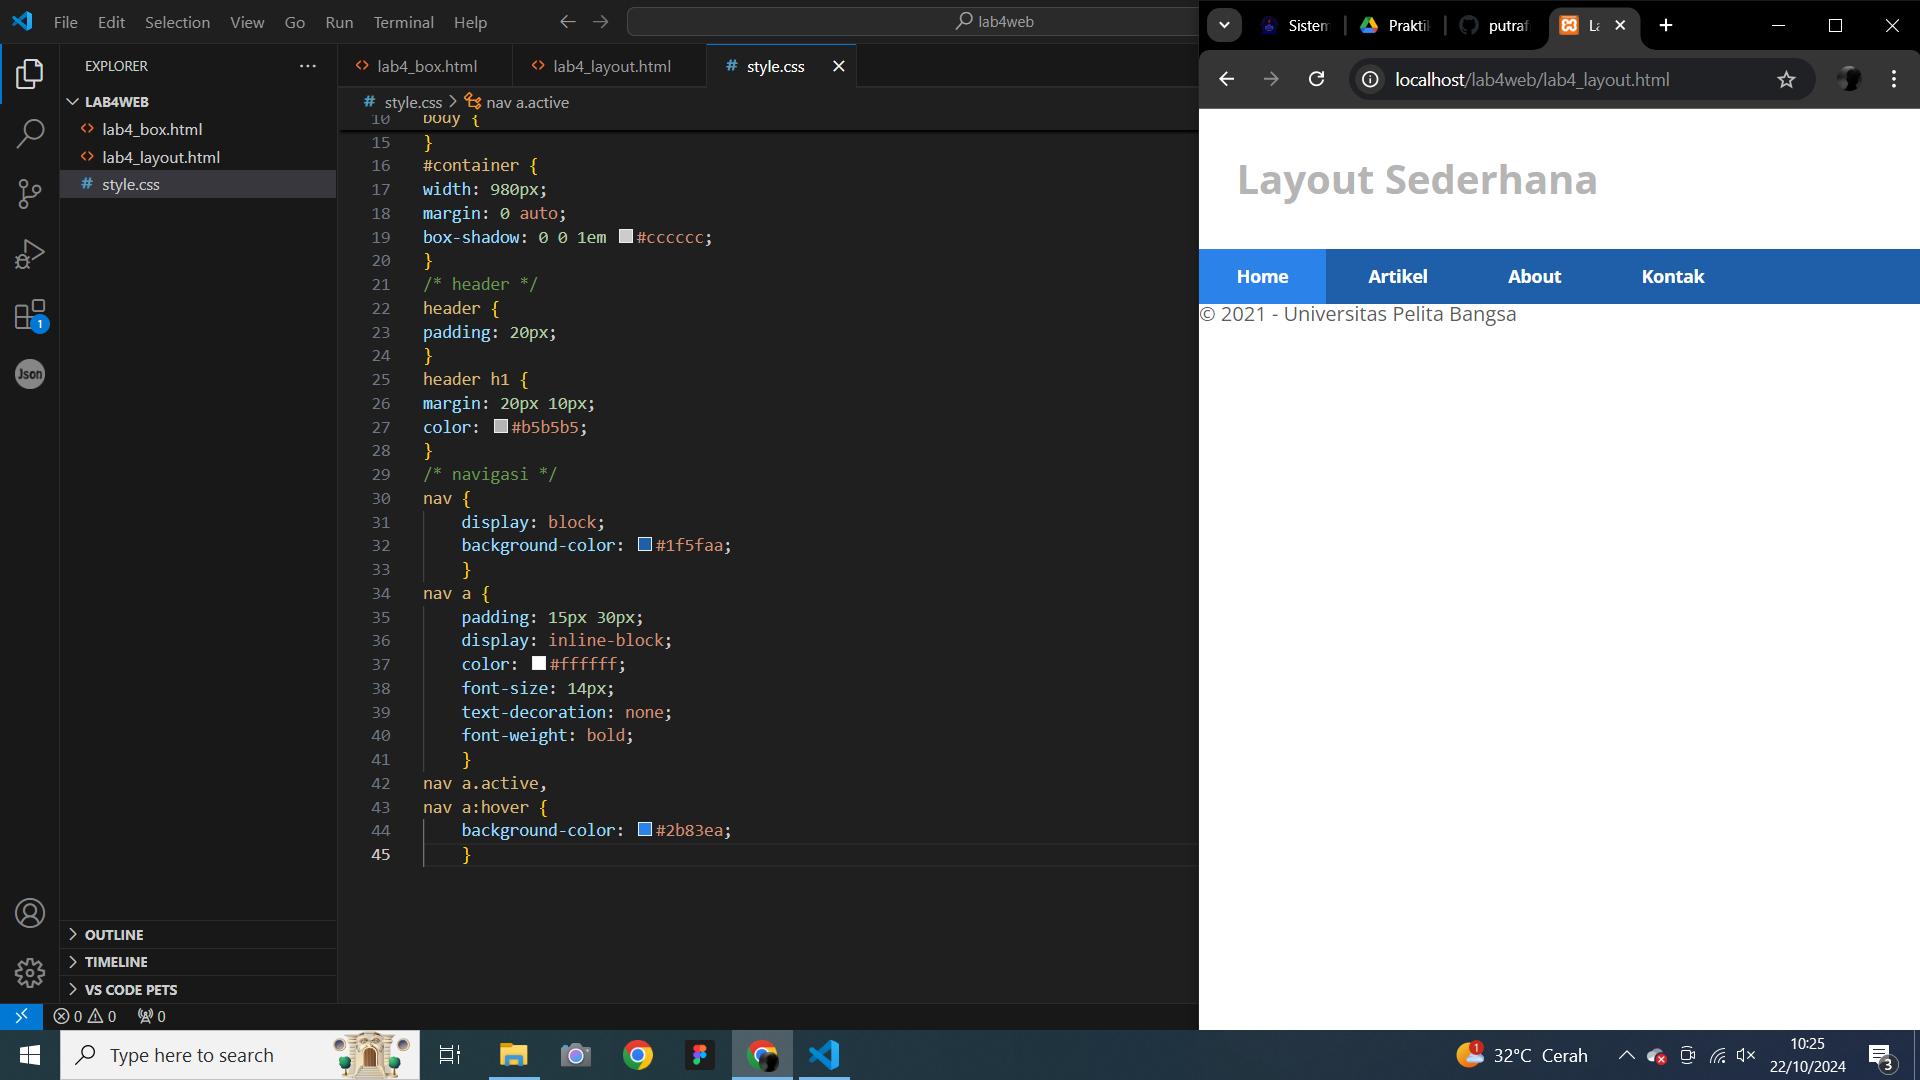 File Edit Selection View Go Run Terminal Help
lab4web
EXPLORER
LAB4WEB
lab4_box.html
lab4_layout.html
style.css
1
Json
OUTLINE
TIMELINE
VS CODE PETS
lab4_box.html
lab4_layout.html
# style.css
# style.css > nav a.active
10 body {
15 }
16 #container {
17 width: 980px;
18 margin: 0 auto;
19 box-shadow: 0 0 1em #cccccc;
20 }
21 /* header */
22 header {
23 padding: 20px;
24 }
25 header h1 {
26 margin: 20px 10px;
27 color: #b5b5b5;
28 }
29 /* navigasi */
30 nav {
31 display: block;
32 background-color: #1f5faa;
33 }
34 nav a {
35 padding: 15px 30px;
36 display: inline-block;
37 color: #ffffff;
38 font-size: 14px;
39 text-decoration: none;
40 font-weight: bold;
41 }
42 nav a.active,
43 nav a:hover {
44 background-color: #2b83ea;
45 }
0 0 0
Sistem
Praktik
putraf
La
localhost/lab4web/lab4_layout.html
Layout Sederhana
Home Artikel About Kontak
© 2021 - Universitas Pelita Bangsa
Type here to search
1
32°C Cerah
10:25
22/10/2024
3